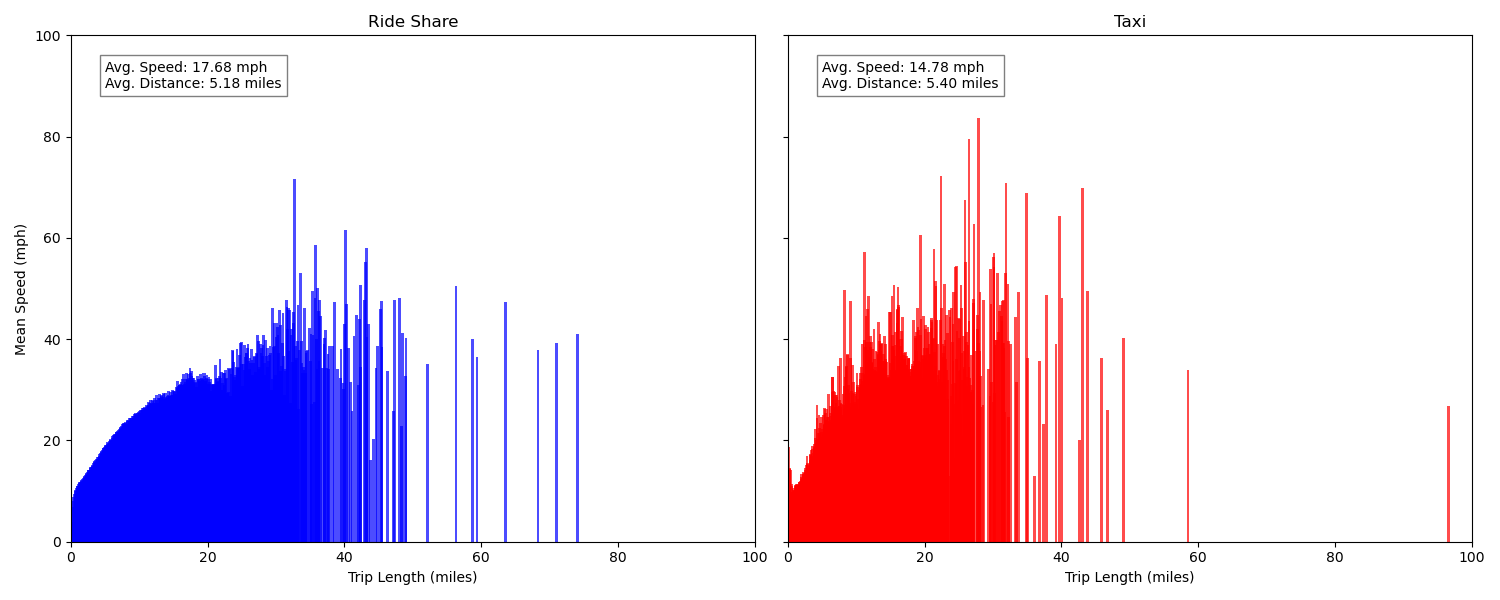 Ride Share
Avg. Speed: 17.68 mph
Avg. Distance: 5.18 miles
Mean Speed (mph)
100
80
60
40
20
0
0 20 40 60 80 100
Trip Length (miles)
Taxi
Avg. Speed: 14.78 mph
Avg. Distance: 5.40 miles
0 20 40 60 80 100
Trip Length (miles)